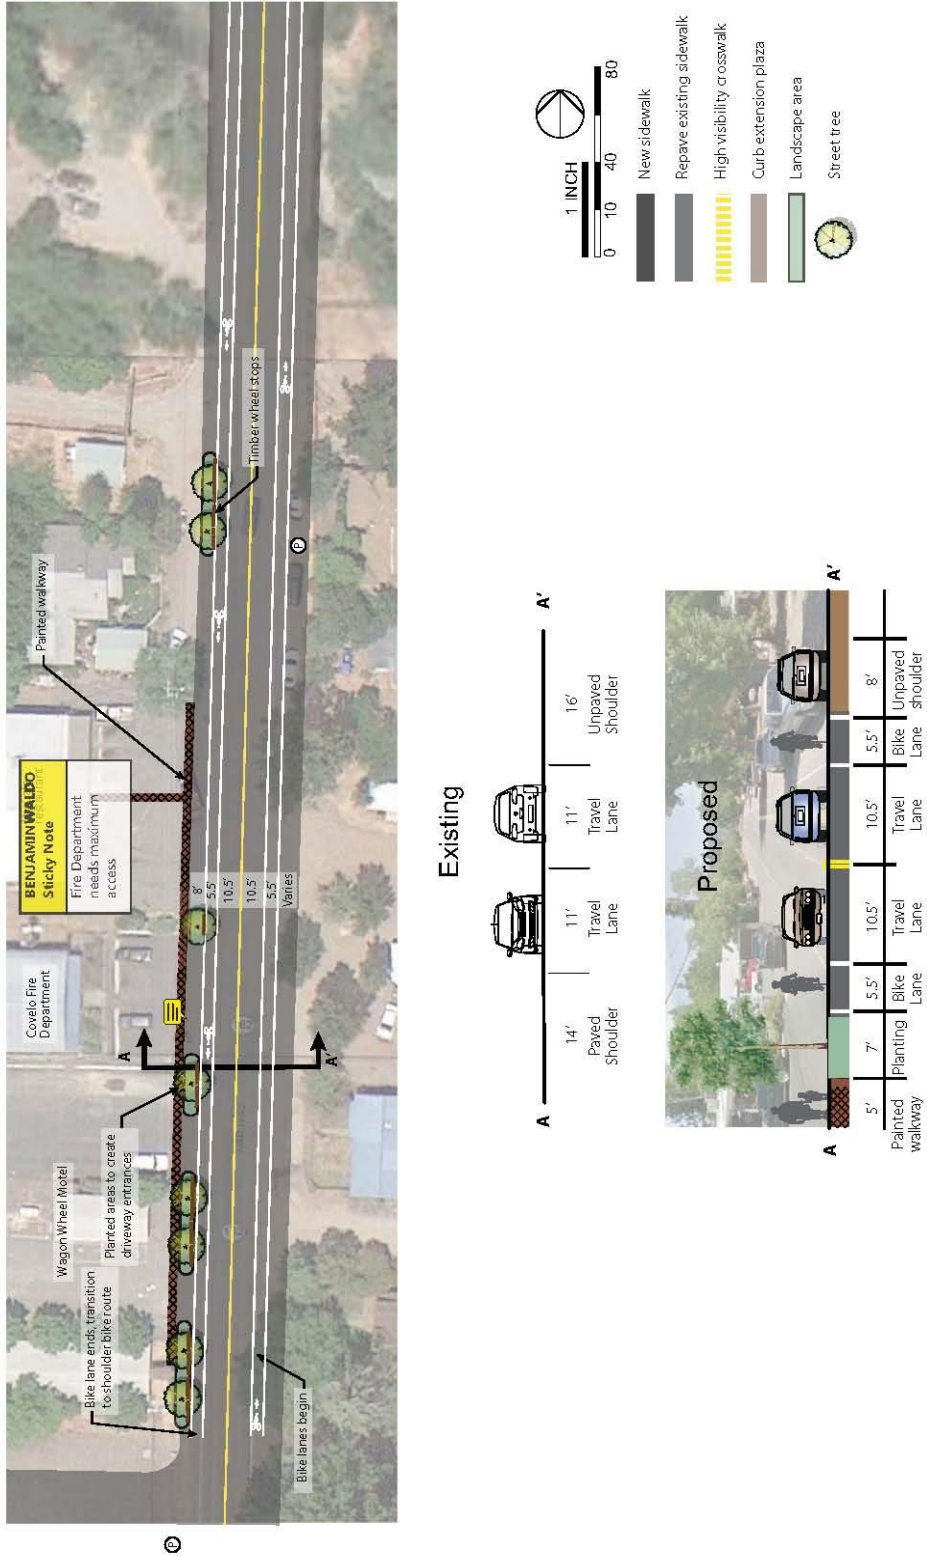 Bike lane ends, transition
to shoulder bike route
Wagon Wheel Motel
Planted areas to create
driveway entrances
Covelo Fire
Department
BENJAMINWALDO
Sticky Note
Fire Department
needs maximum
access
Painted walkway
Timber wheel stops
Bike lanes begin
A
A'
8'
5.5'
10.5'
10.5'
5.5'
Varies
P
P
Existing
A
A'
14'
Paved
Shoulder
11'
Travel
Lane
11'
Travel
Lane
16'
Unpaved
Shoulder
Proposed
A
A'
5'
Painted
walkway
7'
Planting
5.5'
Bike
Lane
10.5'
Travel
Lane
10.5'
Travel
Lane
5.5'
Bike
Lane
8'
Unpaved
shoulder
1 INCH
0 10 40 80
New sidewalk
Repave existing sidewalk
High visibility crosswalk
Curb extension plaza
Landscape area
Street tree